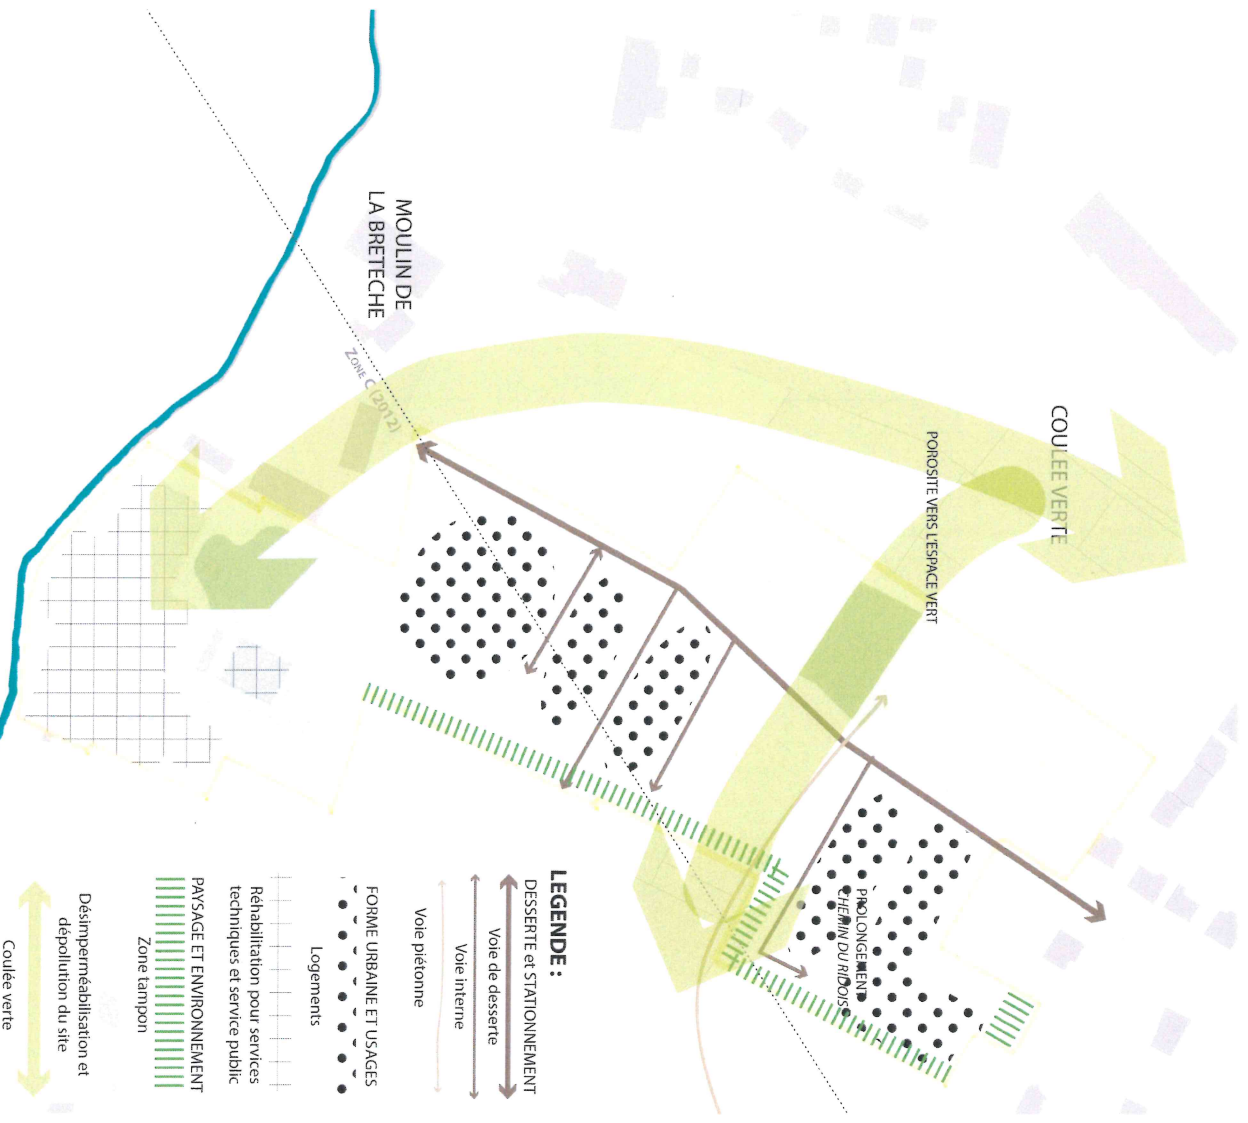 MOULIN DE
LA BRETECHE
ZONE C (2012)
COULEE VERTE
POROSITE VERS L'ESPACE VERT
PROLONGEMENT
CHEMIN DU RIDOIS
LEGENDE :
DESSERTE et STATIONNEMENT
Voie de desserte
Voie interne
Voie piétonne
FORME URBAINE ET USAGES
Logements
Réhabilitation pour services
techniques et service public
PAYSAGE ET ENVIRONNEMENT
Zone tampon
Désimperméabilisation et
dépollution du site
Coulée verte